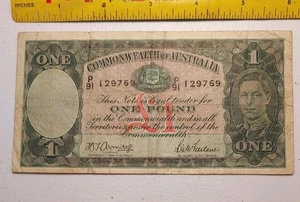 COMMONWEALTH OF AUSTRALIA
ONE
1
P/91 129769
P/91 129769
This Note is Legal Tender for
ONE POUND
in the Commonwealth and in all
Territories under the control of the
Commonwealth
1
ONE